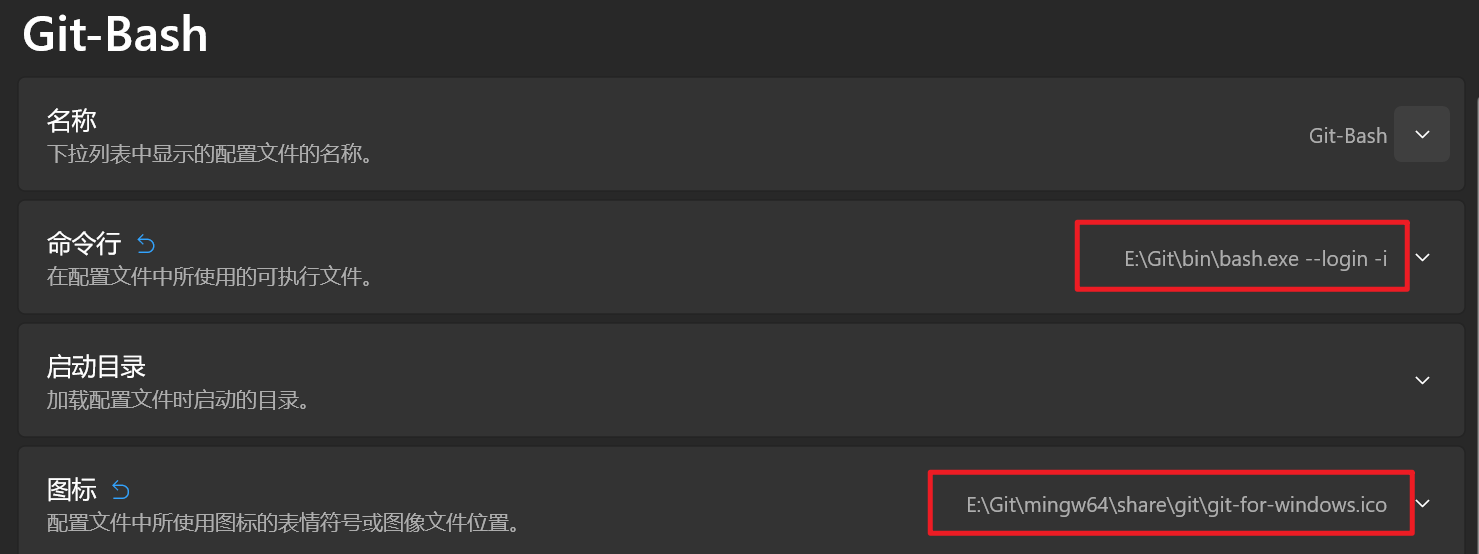 Git-Bash
名称
下拉列表中显示的配置文件的名称。
Git-Bash
命令行
在配置文件中所使用的可执行文件。
E:\Git\bin\bash.exe --login -i
启动目录
加载配置文件时启动的目录。
图标
配置文件中所使用图标的表情符号或图像文件位置。
E:\Git\mingw64\share\git\git-for-windows.ico